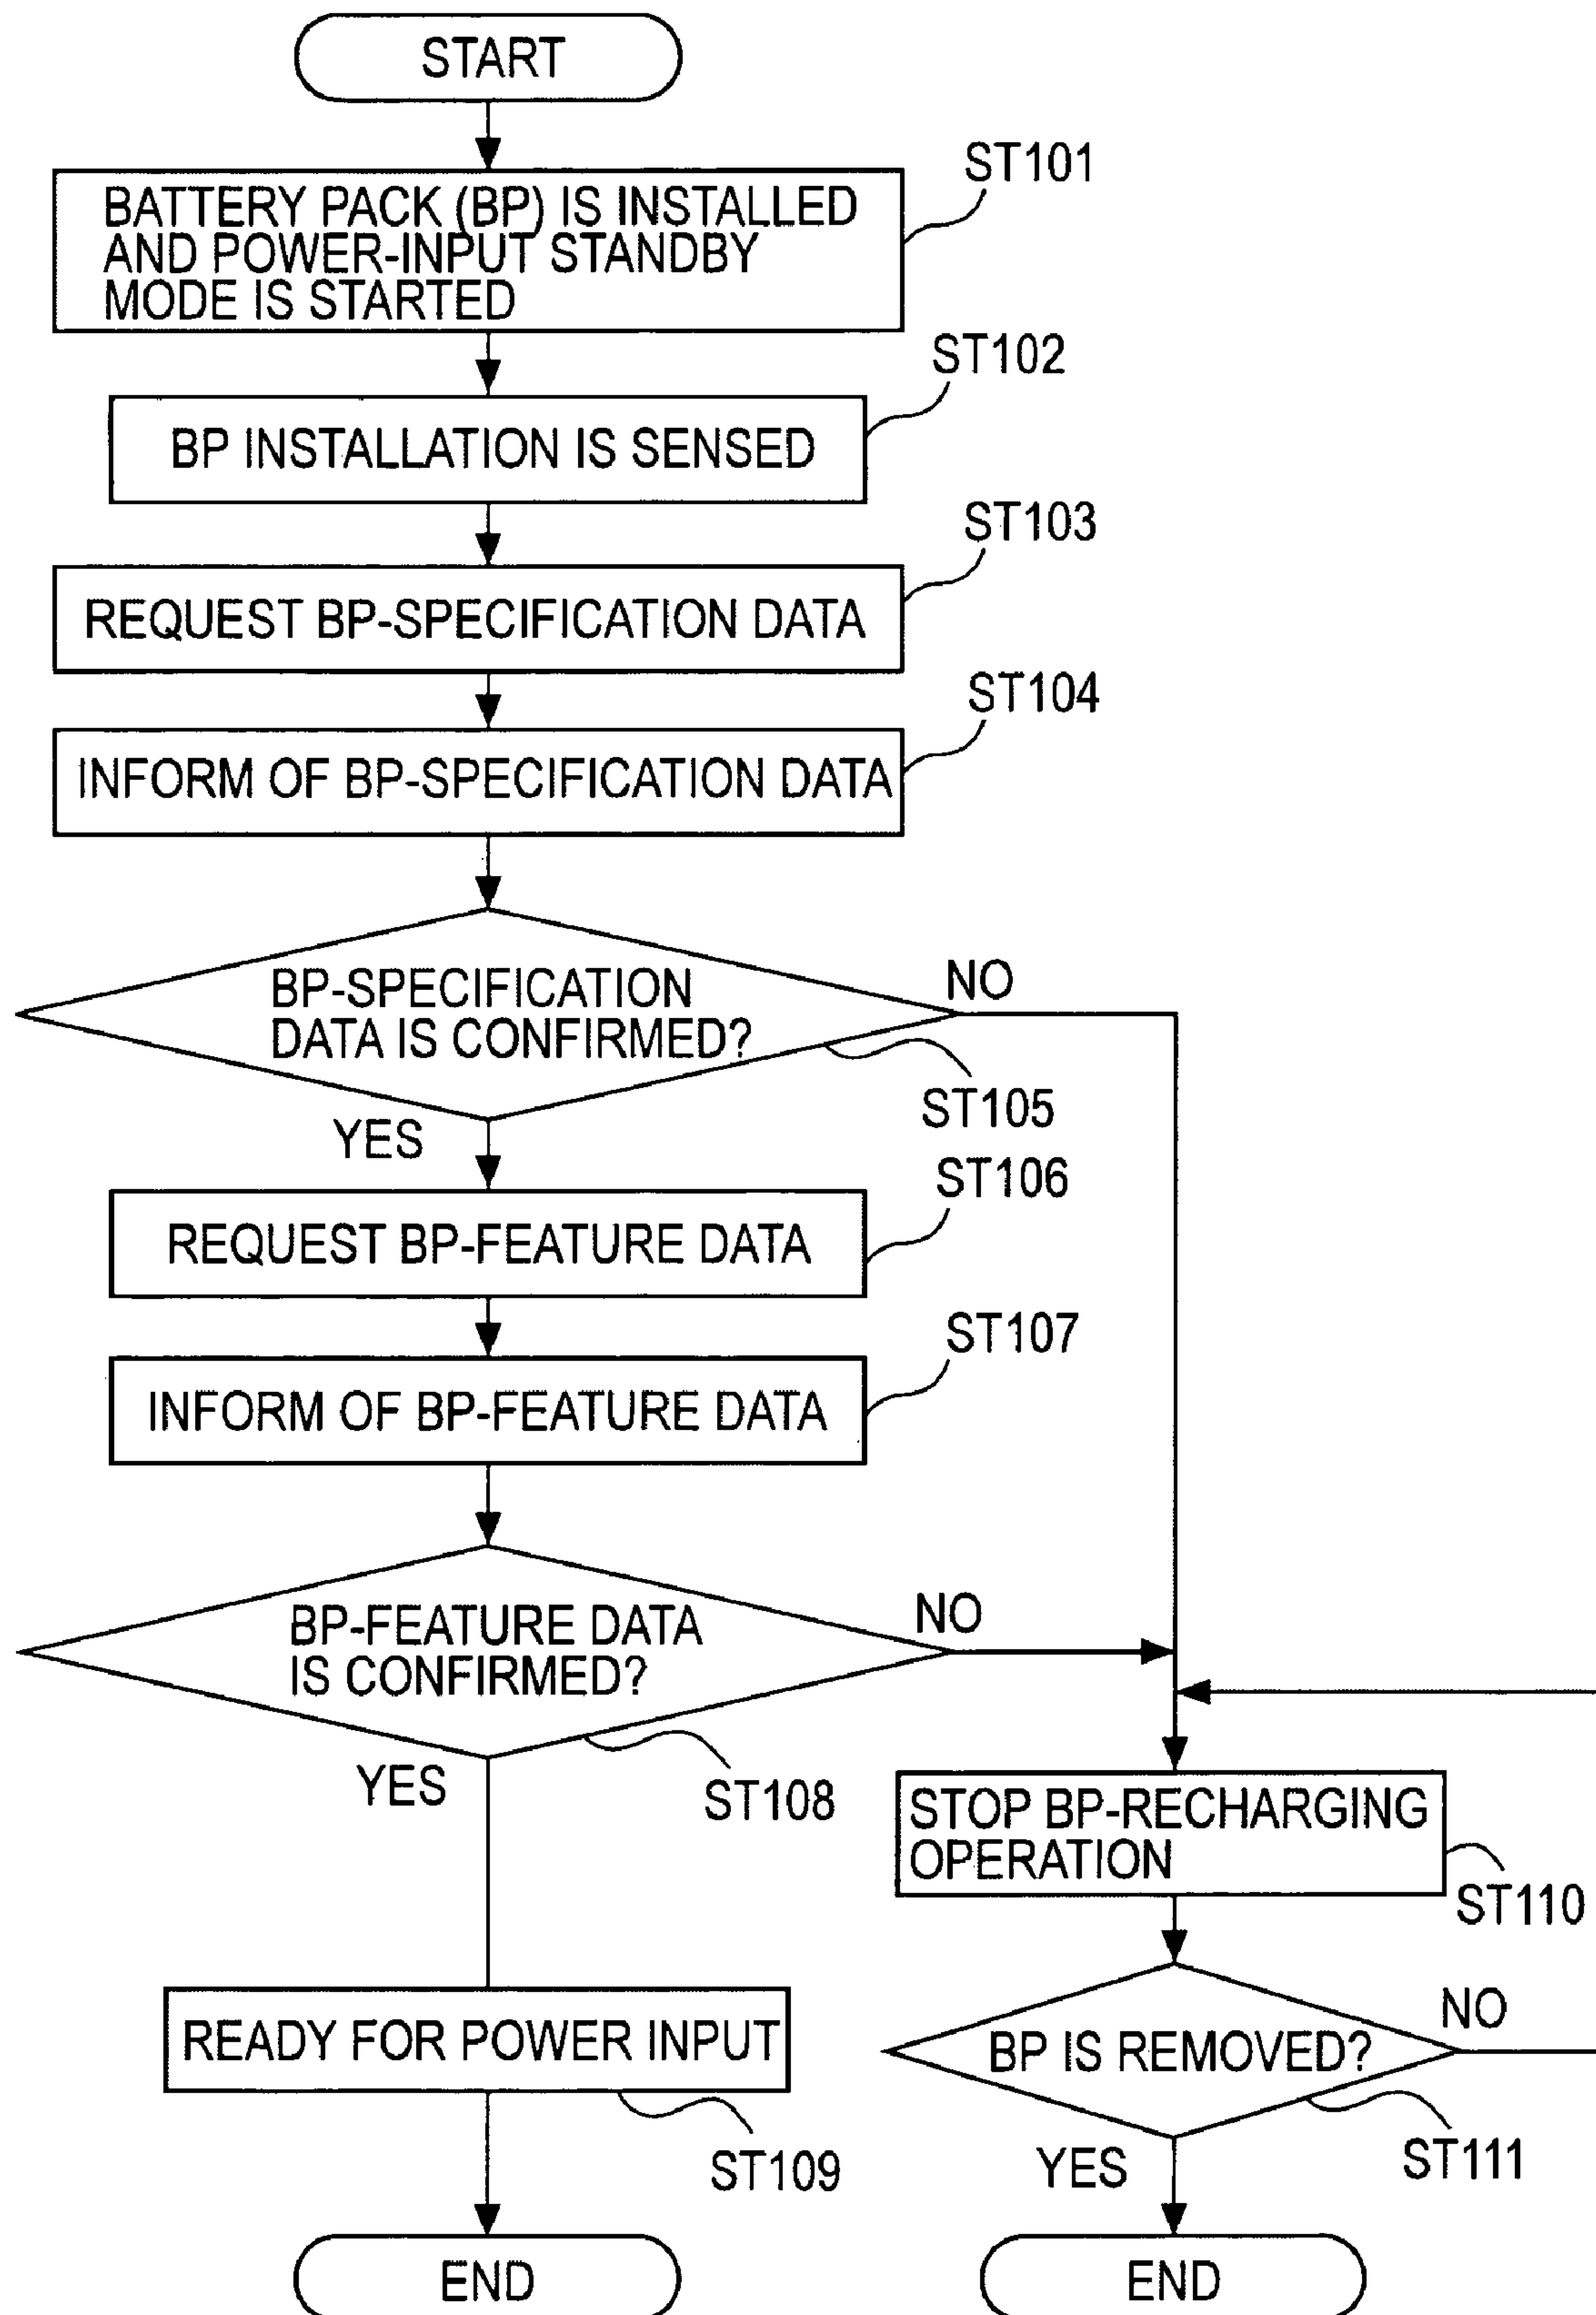 START
ST101
BATTERY PACK (BP) IS INSTALLED
AND POWER-INPUT STANDBY
MODE IS STARTED
ST102
BP INSTALLATION IS SENSED
ST103
REQUEST BP-SPECIFICATION DATA
ST104
INFORM OF BP-SPECIFICATION DATA
BP-SPECIFICATION
DATA IS CONFIRMED?
NO
ST105
YES
ST106
REQUEST BP-FEATURE DATA
ST107
INFORM OF BP-FEATURE DATA
BP-FEATURE DATA
IS CONFIRMED?
NO
ST108
YES
STOP BP-RECHARGING
OPERATION
ST110
READY FOR POWER INPUT
ST109
BP IS REMOVED?
NO
ST111
YES
END
END